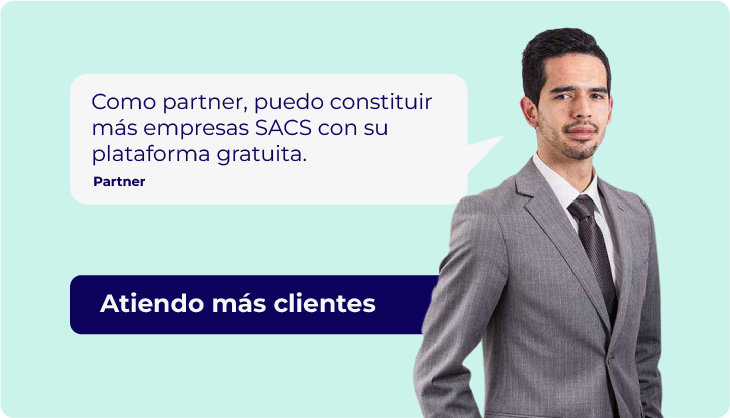 Como partner, puedo constituir
más empresas SACS con su
plataforma gratuita.
Partner
Atiendo más clientes